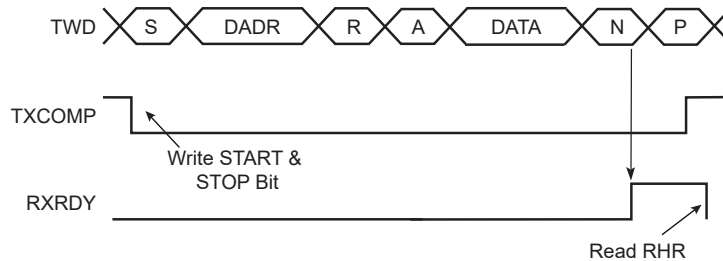 TWD S DADR R A DATA N P
TXCOMP
Write START &
STOP Bit
RXRDY
Read RHR